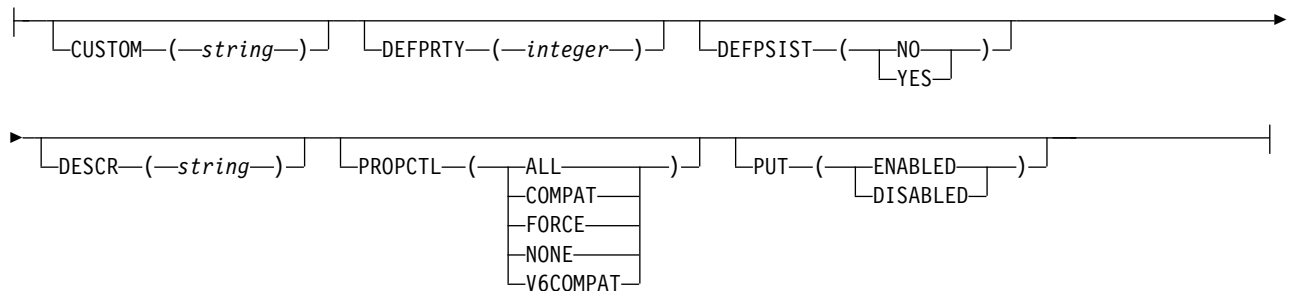 CUSTOM ( string ) DEFPRTY ( integer ) DEFPSIST ( NO )
YES
DESCR ( string ) PROPCTL ( ALL ) PUT ( ENABLED )
COMPAT DISABLED
FORCE
NONE
V6COMPAT